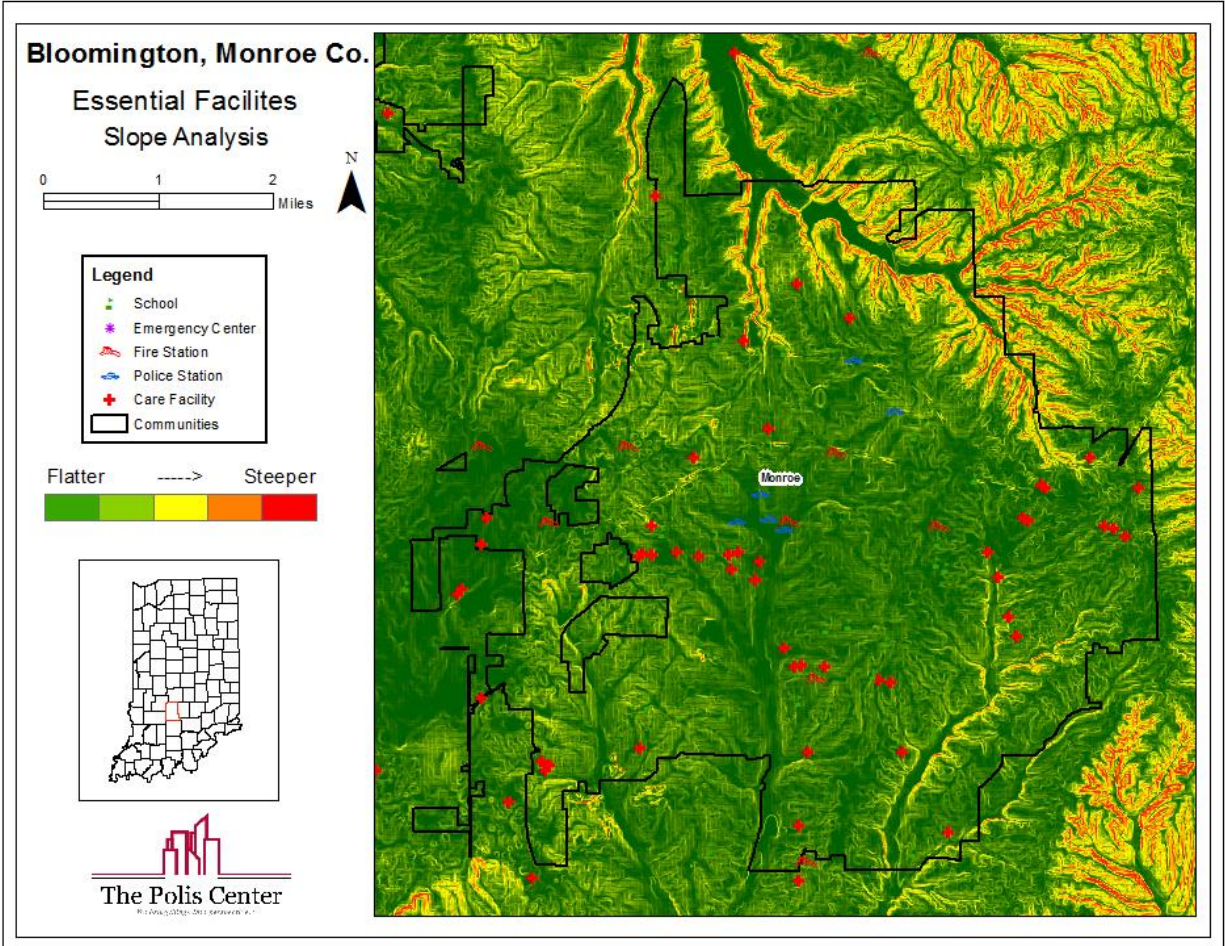 Bloomington, Monroe Co.
Essential Facilites
Slope Analysis
N
0 1 2
Miles
Legend
School
Emergency Center
Fire Station
Police Station
Care Facility
Communities
Flatter -----> Steeper
The Polis Center
Monroe